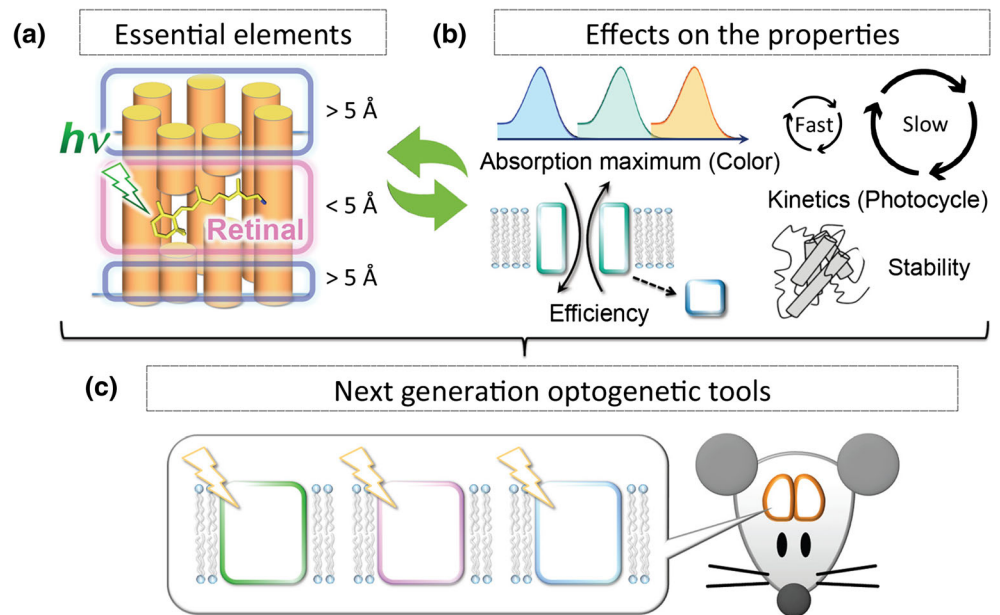 (a)
Essential elements
hν
> 5 Å
< 5 Å
Retinal
> 5 Å
(b)
Effects on the properties
Absorption maximum (Color)
Fast
Slow
Kinetics (Photocycle)
Efficiency
Stability
(c)
Next generation optogenetic tools